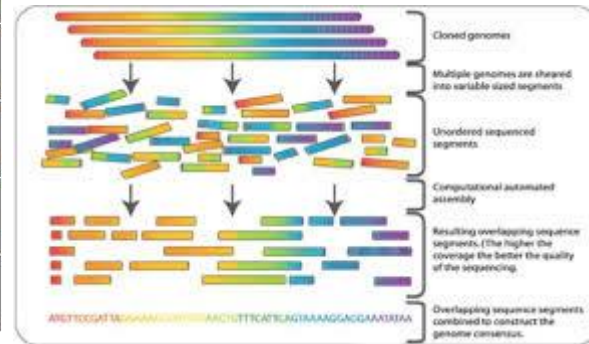 Cloned genomes
Multiple genomes are sheared
into variable sized segments
Unordered sequenced
segments
Computational automated
assembly
Resulting overlapping sequence
segments. (The higher the
coverage the better the quality
of the sequencing.
ATGTTCCGATTA AAACTGTTTCATTCAGTAAAAGGAGGAAATATAA
Overlapping sequence segments
combined to construct the
genome consensus.